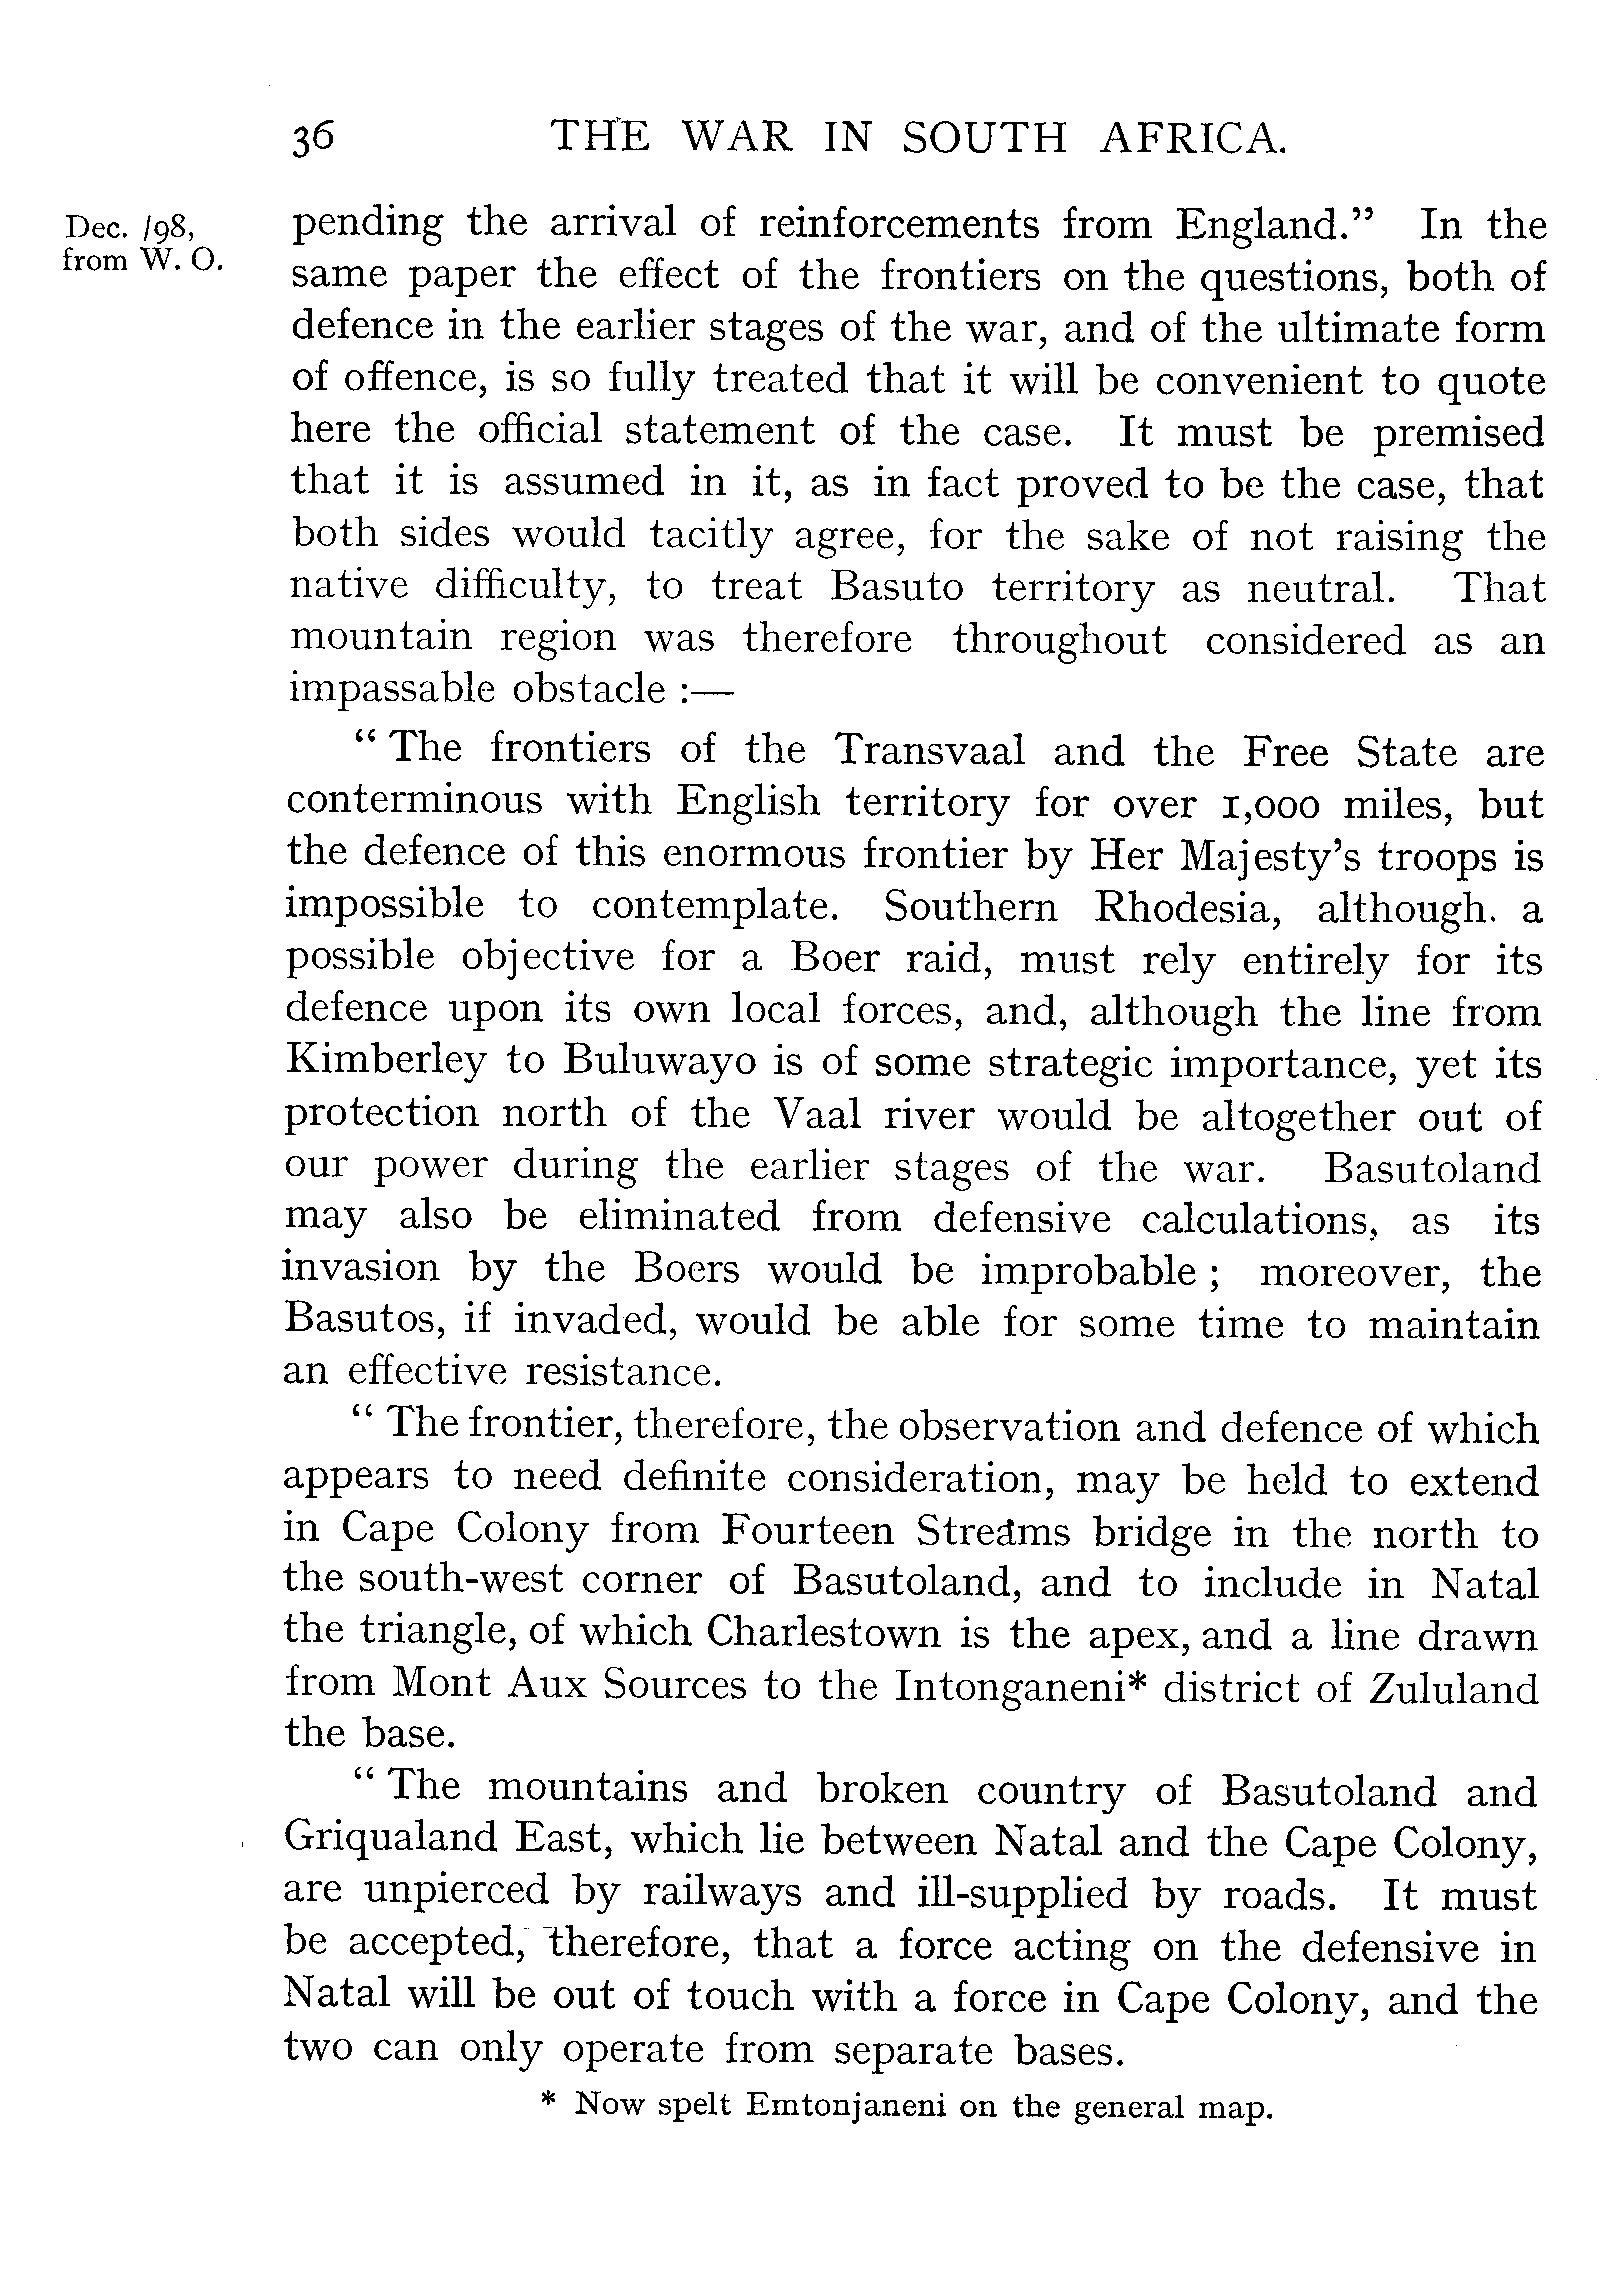 36 THE WAR IN SOUTH AFRICA.
Dec. /98,
from W. O.
pending the arrival of reinforcements from England.” In the
same paper the effect of the frontiers on the questions, both of
defence in the earlier stages of the war, and of the ultimate form
of offence, is so fully treated that it will be convenient to quote
here the official statement of the case. It must be premised
that it is assumed in it, as in fact proved to be the case, that
both sides would tacitly agree, for the sake of not raising the
native difficulty, to treat Basuto territory as neutral. That
mountain region was therefore throughout considered as an
impassable obstacle :—
“ The frontiers of the Transvaal and the Free State are
conterminous with English territory for over 1,000 miles, but
the defence of this enormous frontier by Her Majesty’s troops is
impossible to contemplate. Southern Rhodesia, although. a
possible objective for a Boer raid, must rely entirely for its
defence upon its own local forces, and, although the line from
Kimberley to Buluwayo is of some strategic importance, yet its
protection north of the Vaal river would be altogether out of
our power during the earlier stages of the war. Basutoland
may also be eliminated from defensive calculations, as its
invasion by the Boers would be improbable ; moreover, the
Basutos, if invaded, would be able for some time to maintain
an effective resistance.
“ The frontier, therefore, the observation and defence of which
appears to need definite consideration, may be held to extend
in Cape Colony from Fourteen Streams bridge in the north to
the south-west corner of Basutoland, and to include in Natal
the triangle, of which Charlestown is the apex, and a line drawn
from Mont Aux Sources to the Intonganeni* district of Zululand
the base.
“ The mountains and broken country of Basutoland and
Griqualand East, which lie between Natal and the Cape Colony,
are unpierced by railways and ill-supplied by roads. It must
be accepted, therefore, that a force acting on the defensive in
Natal will be out of touch with a force in Cape Colony, and the
two can only operate from separate bases.
* Now spelt Emtonjaneni on the general map.